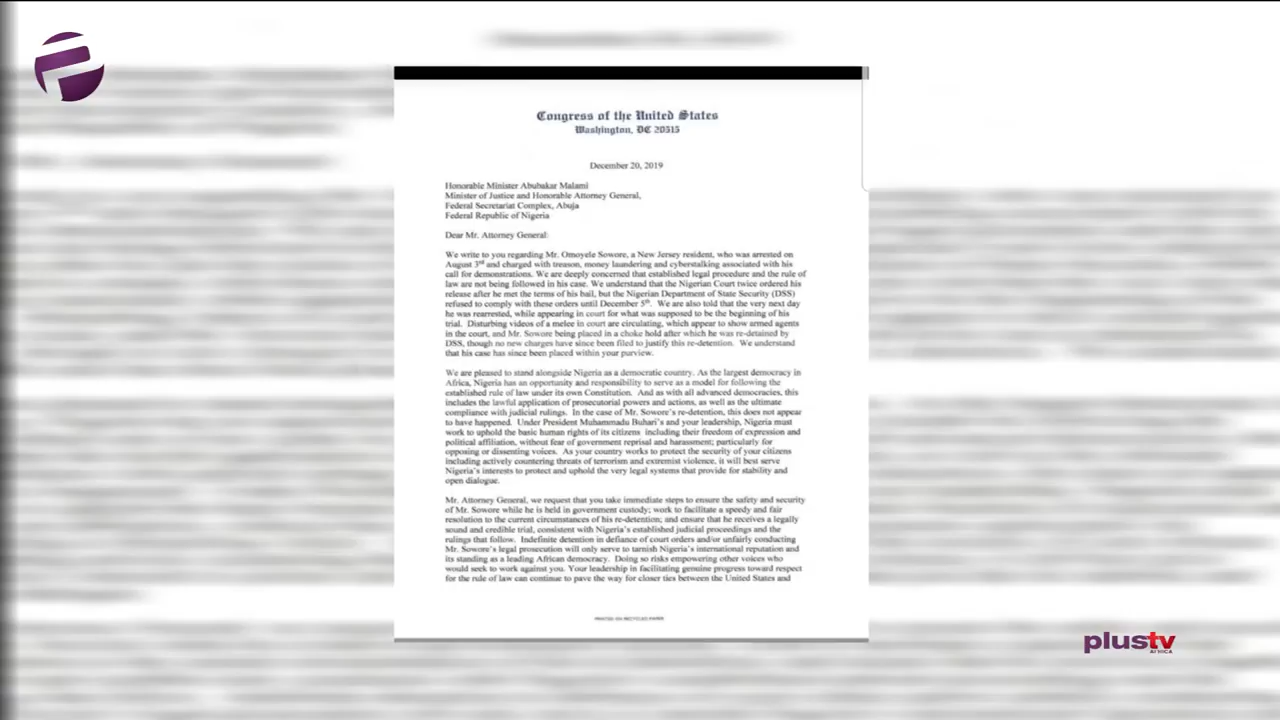 Congress of the United States
Washington, DC 20515
December 20, 2019
Honorable Minister Abubakar Malami
Minister of Justice and Honorable Attorney General,
Federal Secretariat Complex, Abuja
Federal Republic of Nigeria
Dear Mr. Attorney General:
We write to you regarding Mr. Omoyele Sowore, a New Jersey resident, who was arrested on
August 3rd and charged with treason, money laundering and cyberstalking associated with his
call for demonstrations. We are deeply concerned that established legal procedure and the rule of
law are not being followed in his case. We understand that the Nigerian Court twice ordered his
release after he met the terms of his bail, but the Nigerian Department of State Security (DSS)
refused to comply with these orders until December 5th. We are also told that the very next day
he was rearrested, while appearing in court for what was supposed to be the beginning of his
trial. Disturbing videos of a melee in court are circulating, which appear to show armed agents
in the court, and Mr. Sowore being placed in a choke hold after which he was re-detained by
DSS, though no new charges have since been filed to justify this re-detention. We understand
that his case has since been placed within your purview.
We are pleased to stand alongside Nigeria as a democratic country. As the largest democracy in
Africa, Nigeria has an opportunity and responsibility to serve as a model for following the
established rule of law under its own Constitution. And as with all advanced democracies, this
includes the lawful application of prosecutorial powers and actions, as well as the ultimate
compliance with judicial rulings. In the case of Mr. Sowore's re-detention, this does not appear
to have happened. Under President Muhammadu Buhari's and your leadership, Nigeria must
work to uphold the basic human rights of its citizens including their freedom of expression and
political affiliation, without fear of government reprisal and harassment; particularly for
opposing or dissenting voices. As your country works to protect the security of your citizens
including actively countering threats of terrorism and extremist violence, it will best serve
Nigeria's interests to protect and uphold the very legal systems that provide for stability and
open dialogue.
Mr. Attorney General, we request that you take immediate steps to ensure the safety and security
of Mr. Sowore while he is held in government custody; work to facilitate a speedy and fair
resolution to the current circumstances of his re-detention; and ensure that he receives a legally
sound and credible trial, consistent with Nigeria's established judicial proceedings and the
rulings that follow. Indefinite detention in defiance of court orders and/or unfairly conducting
Mr. Sowore's legal prosecution will only serve to tarnish Nigeria's international reputation and
its standing as a leading African democracy. Doing so risks empowering other voices who
would seek to work against you. Your leadership in facilitating genuine progress toward respect
for the rule of law can continue to pave the way for closer ties between the United States and
PRINTED ON RECYCLED PAPER
plustv
AFRICA